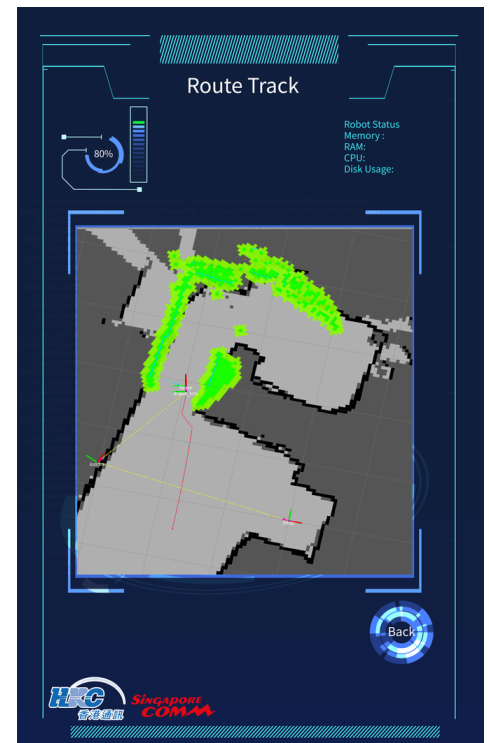 Route Track
80%
Robot Status
Memory :
RAM:
CPU:
Disk Usage:
Back
HKC
香港通訊
SINGAPORE
COMM